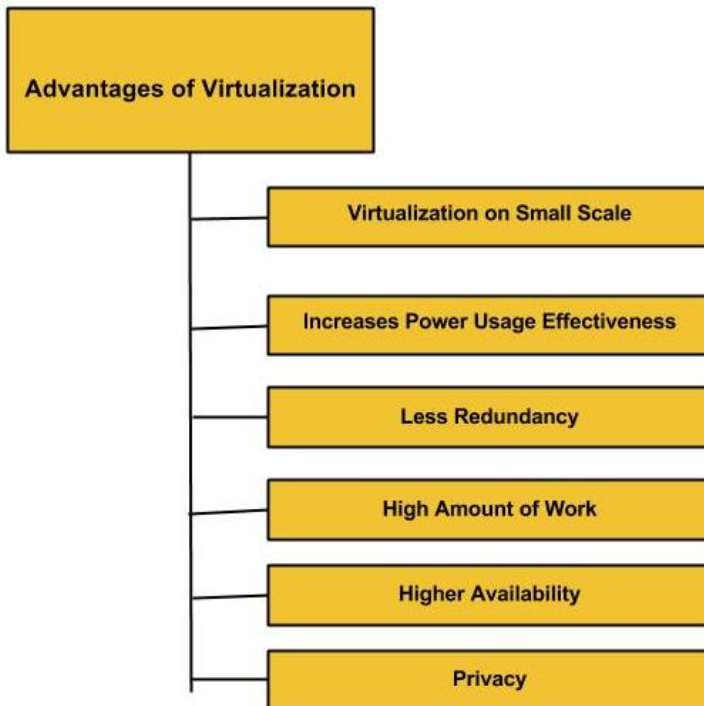 Advantages of Virtualization
Virtualization on Small Scale
Increases Power Usage Effectiveness
Less Redundancy
High Amount of Work
Higher Availability
Privacy